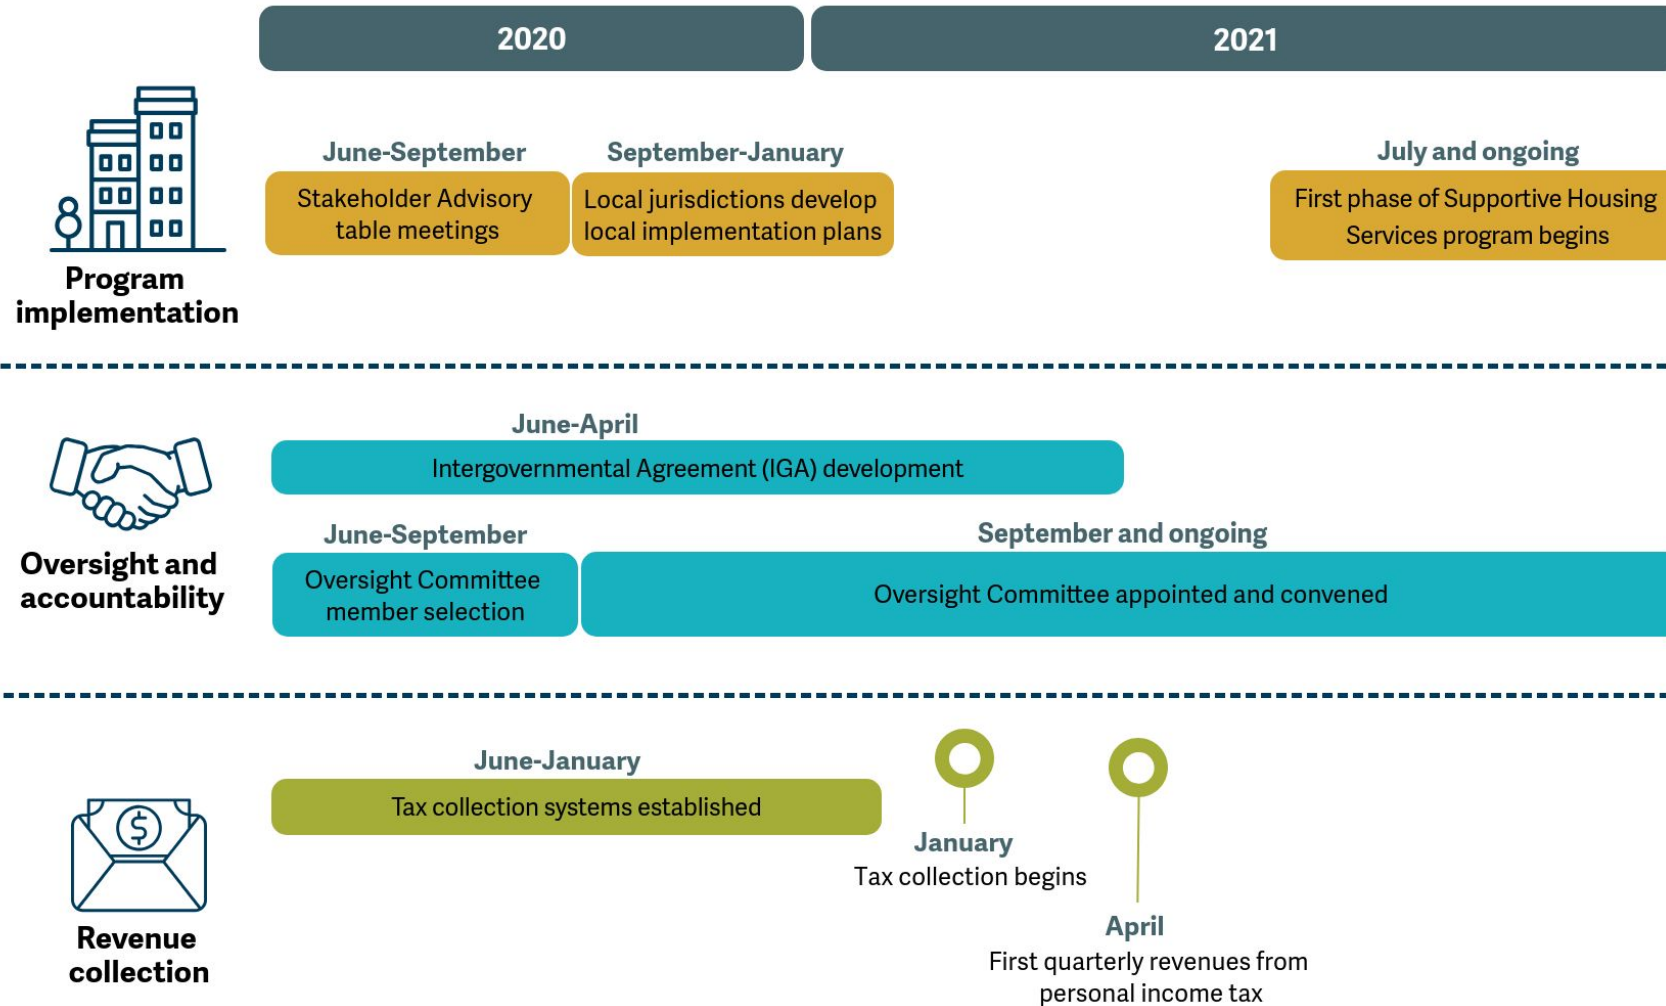 2020
2021
June-September
Stakeholder Advisory
table meetings
September-January
Local jurisdictions develop
local implementation plans
July and ongoing
First phase of Supportive Housing
Services program begins
Program
implementation
June-April
Intergovernmental Agreement (IGA) development
June-September
Oversight Committee
member selection
September and ongoing
Oversight Committee appointed and convened
Oversight and
accountability
June-January
Tax collection systems established
January
Tax collection begins
April
First quarterly revenues from
personal income tax
$
Revenue
collection